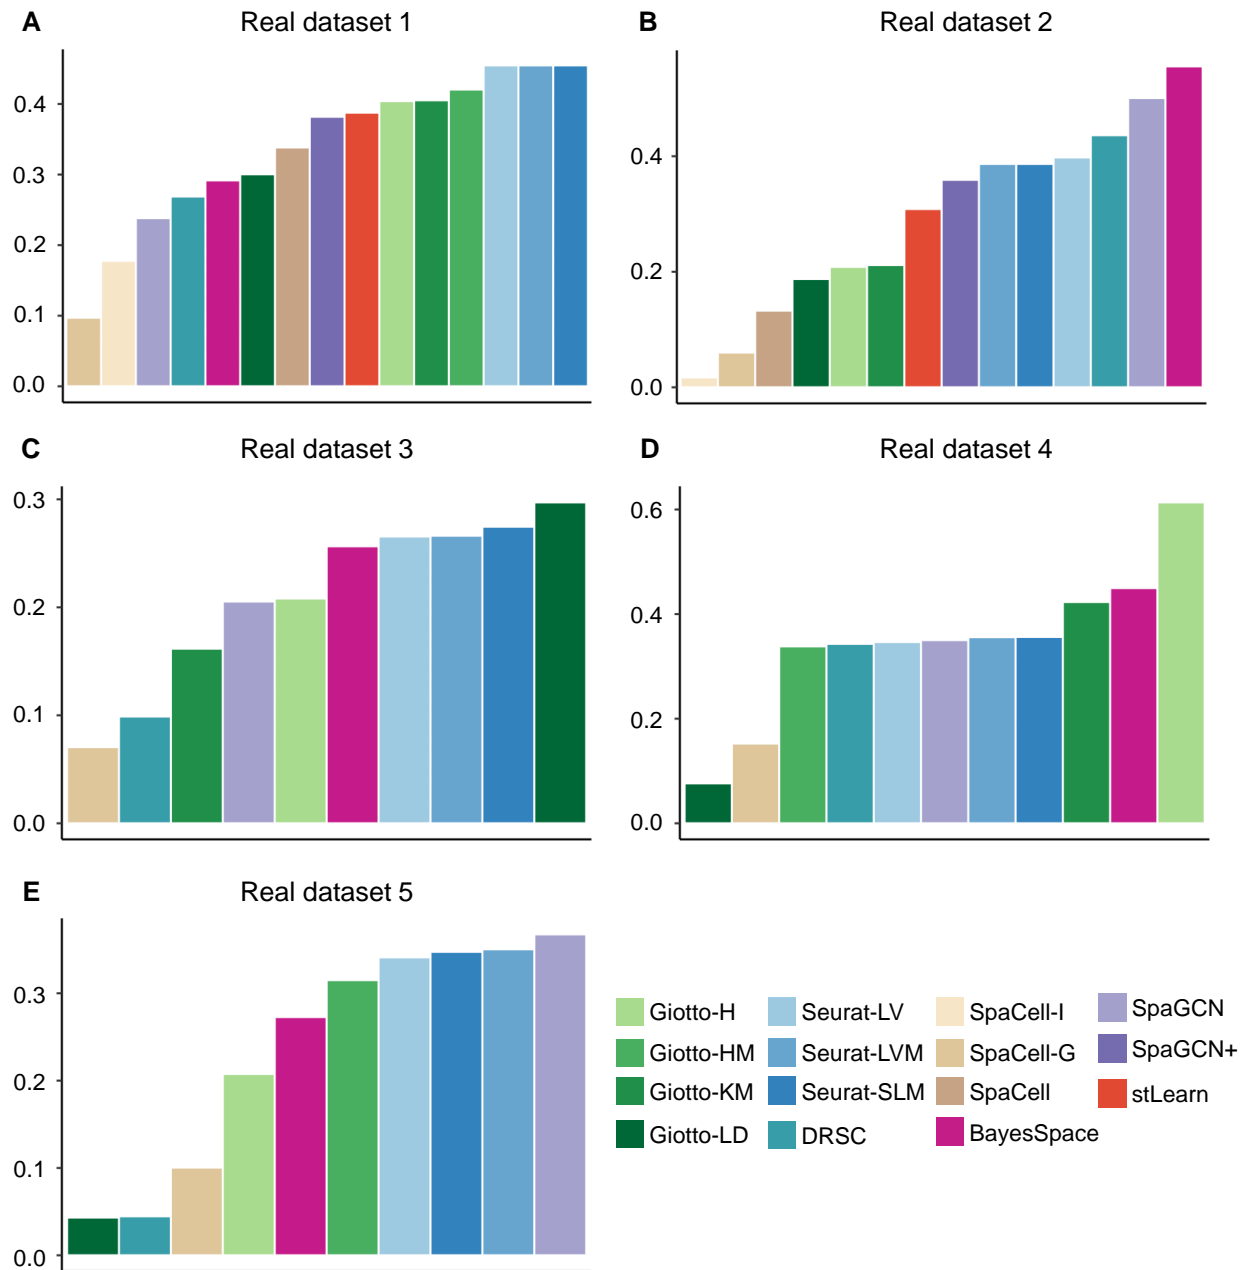 A Real dataset 1
0.4
0.3
0.2
0.1
0.0
B Real dataset 2
0.4
0.2
0.0
C Real dataset 3
0.3
0.2
0.1
0.0
D Real dataset 4
0.6
0.4
0.2
0.0
E Real dataset 5
0.3
0.2
0.1
0.0
Giotto-H Seurat-LV SpaCell-I SpaGCN
Giotto-HM Seurat-LVM SpaCell-G SpaGCN+
Giotto-KM Seurat-SLM SpaCell stLearn
Giotto-LD DRSC BayesSpace